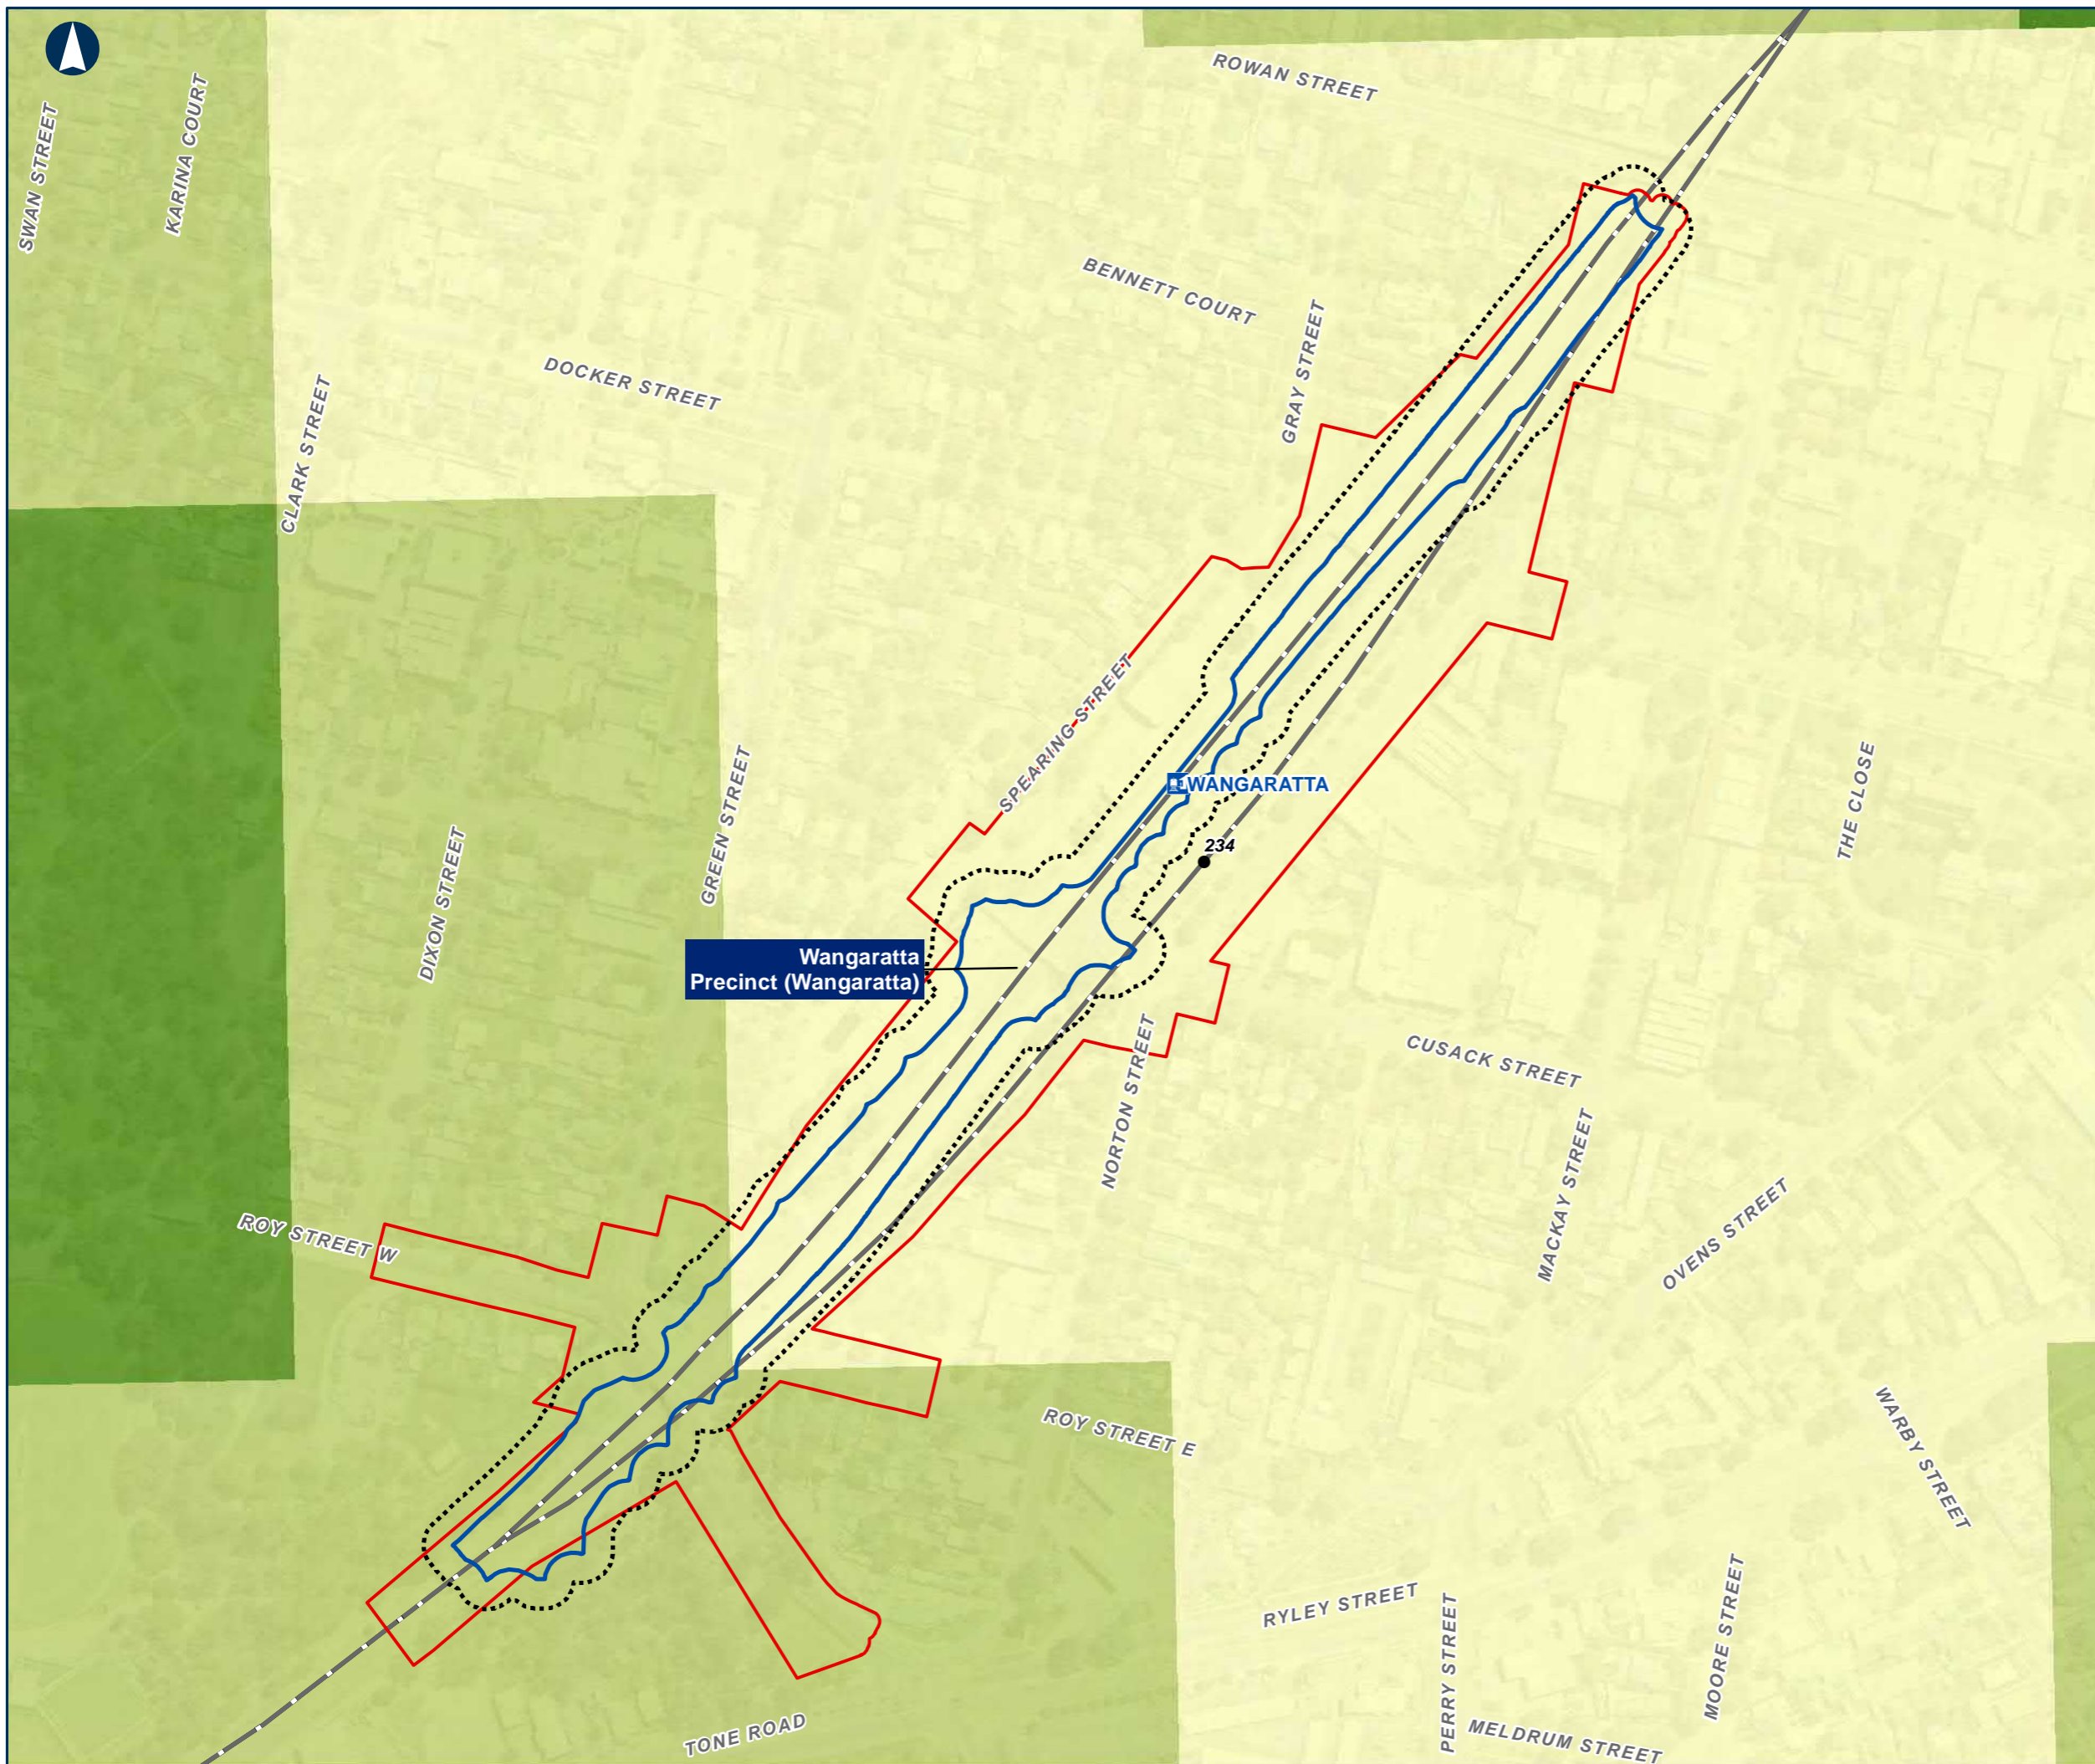 ROWAN STREET
SWAN STREET
KARINA COURT
BENNETT COURT
GRAY STREET
DOCKER STREET
CLARK STREET
SPEARING STREET
WANGARATTA
THE CLOSE
GREEN STREET
DIXON STREET
234
Wangaratta
Precinct (Wangaratta)
NORTON STREET
CUSACK STREET
MACKAY STREET
OVENS STREET
ROY STREET W
ROY STREET E
WARBY STREET
RYLEY STREET
PERRY STREET
MOORE STREET
TONE ROAD
MELDRUM STREET